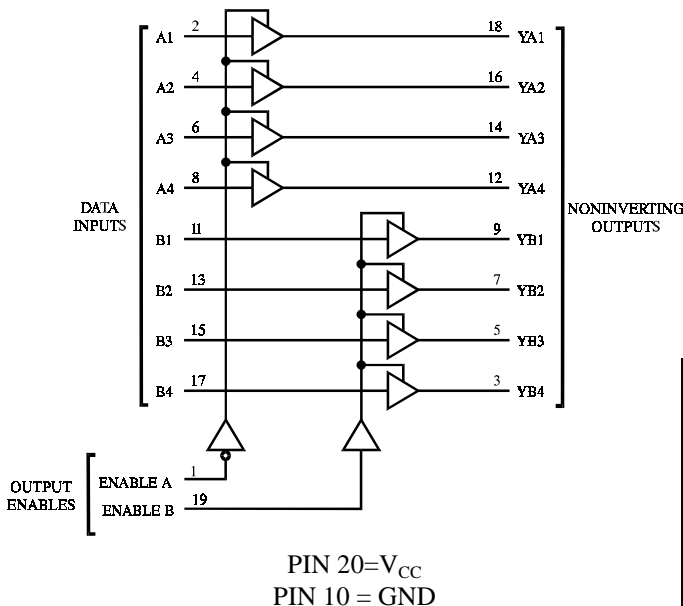 A1 2 18 YA1
A2 4 16 YA2
A3 6 14 YA3
A4 8 12 YA4
DATA
INPUTS
NONINVERTING
OUTPUTS
B1 11 9 YB1
B2 13 7 YB2
B3 15 5 YB3
B4 17 3 YB4
OUTPUT
ENABLES
ENABLE A 1
ENABLE B 19
PIN 20=VCC
PIN 10 = GND